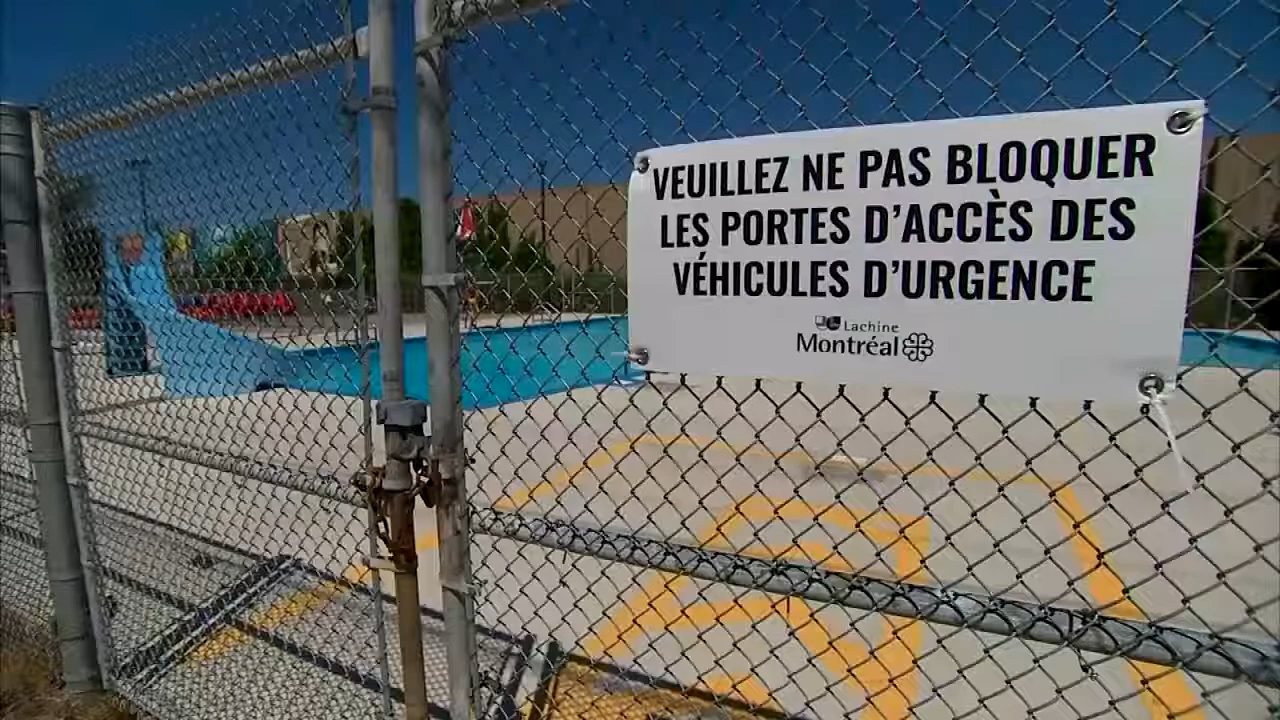 VEUILLEZ NE PAS BLOQUER
LES PORTES D'ACCÈS DES
VÉHICULES D'URGENCE
Lachine
Montréal